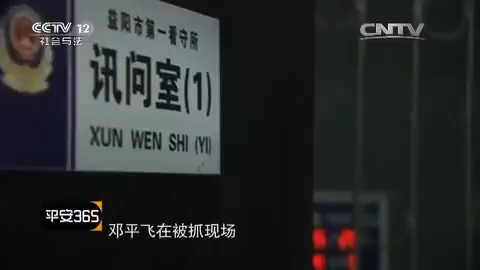 CCTV 12
社会与法
CNTV
益阳市第一看守所
讯问室(1)
XUN WEN SHI (YI)
平安365
邓平飞在被抓现场